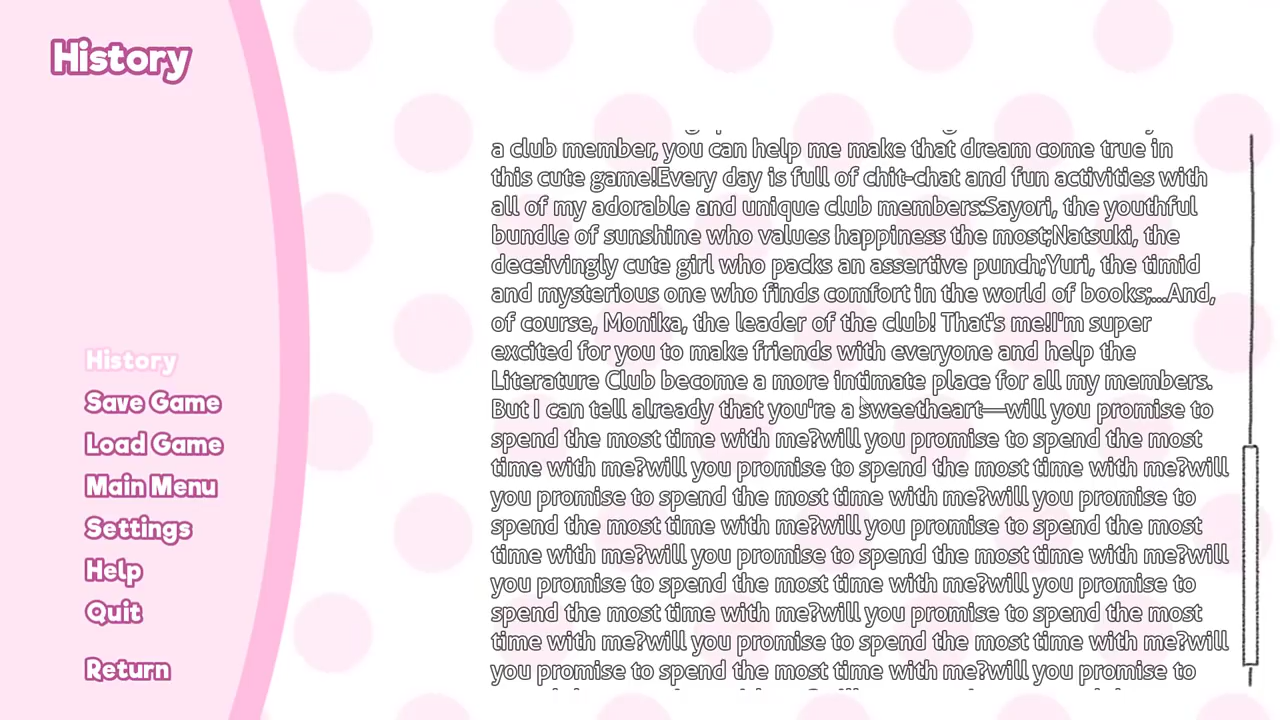 History
a club member, you can help me make that dream come true in
this cute game!Every day is full of chit-chat and fun activities with
all of my adorable and unique club members:Sayori, the youthful
bundle of sunshine who values happiness the most;Natsuki, the
deceivingly cute girl who packs an assertive punch;Yuri, the timid
and mysterious one who finds comfort in the world of books;...And,
of course, Monika, the leader of the club! That's me!I'm super
excited for you to make friends with everyone and help the
Literature Club become a more intimate place for all my members.
But I can tell already that you're a sweetheart—will you promise to
spend the most time with me?will you promise to spend the most
time with me?will you promise to spend the most time with me?will
you promise to spend the most time with me?will you promise to
spend the most time with me?will you promise to spend the most
time with me?will you promise to spend the most time with me?will
you promise to spend the most time with me?will you promise to
spend the most time with me?will you promise to spend the most
time with me?will you promise to spend the most time with me?will
you promise to spend the most time with me?will you promise to
History
Save Game
Load Game
Main Menu
Settings
Help
Quit
Return